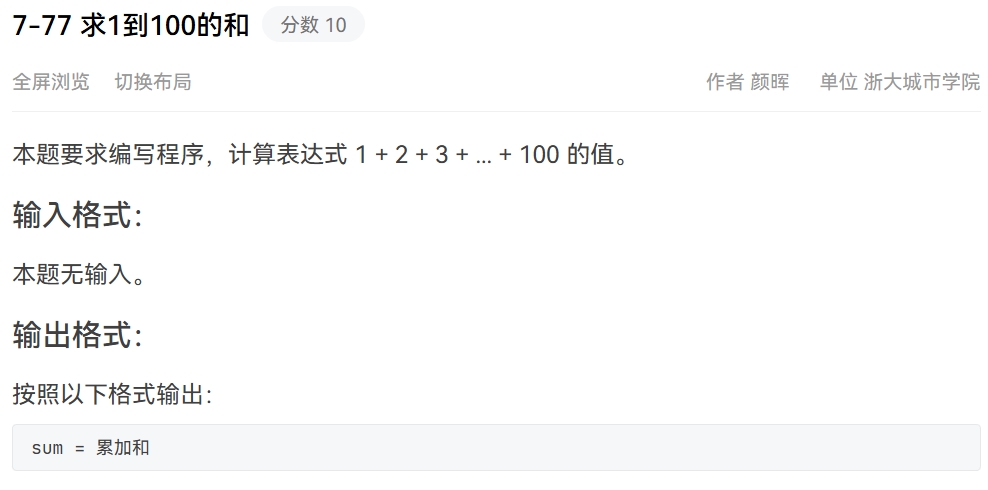 7-77 求1到100的和 分数 10
全屏浏览 切换布局 作者 颜晖 单位 浙大城市学院
本题要求编写程序，计算表达式 1 + 2 + 3 + ... + 100 的值。
输入格式：
本题无输入。
输出格式：
按照以下格式输出：
sum = 累加和